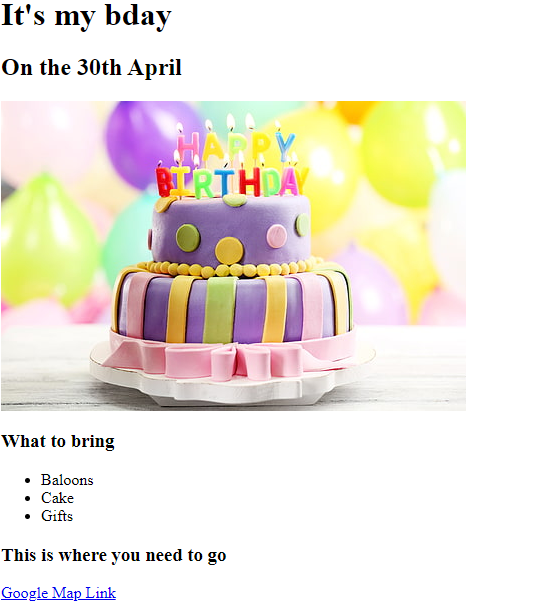 It's my bday
On the 30th April
HAPPY
BIRTHDAY
What to bring
Baloons
Cake
Gifts
This is where you need to go
Google Map Link